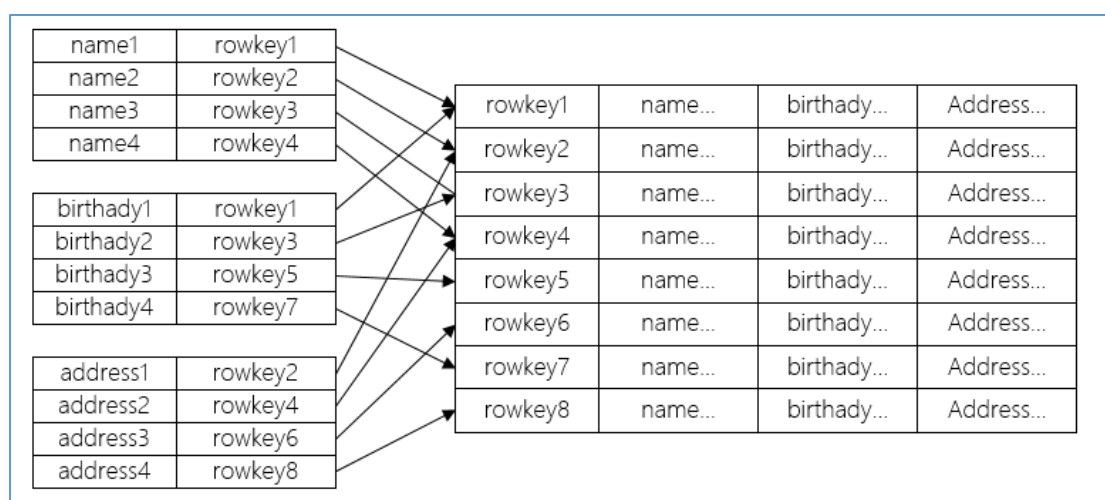 name1 rowkey1
name2 rowkey2
name3 rowkey3
name4 rowkey4
birthady1 rowkey1
birthady2 rowkey3
birthady3 rowkey5
birthady4 rowkey7
address1 rowkey2
address2 rowkey4
address3 rowkey6
address4 rowkey8
rowkey1 name... birthady... Address...
rowkey2 name... birthady... Address...
rowkey3 name... birthady... Address...
rowkey4 name... birthady... Address...
rowkey5 name... birthady... Address...
rowkey6 name... birthady... Address...
rowkey7 name... birthady... Address...
rowkey8 name... birthady... Address...